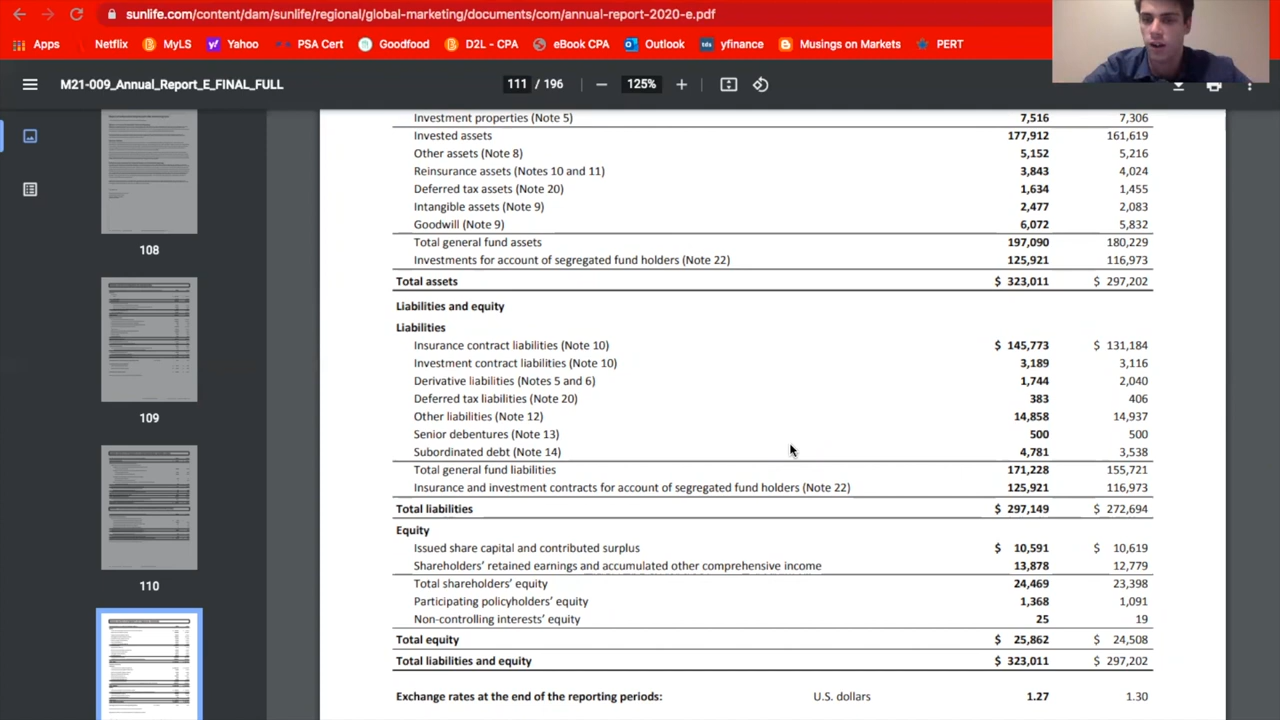 sunlife.com/content/dam/sunlife/regional/global-marketing/documents/com/annual-report-2020-e.pdf
Apps Netflix MyLS Yahoo PSA Cert Goodfood D2L - CPA eBook CPA Outlook tds yfinance Musings on Markets PERT
M21-009_Annual_Report_E_FINAL_FULL 111 / 196 125%
Investment properties (Note 5) 7,516 7,306
Invested assets 177,912 161,619
Other assets (Note 8) 5,152 5,216
Reinsurance assets (Notes 10 and 11) 3,843 4,024
Deferred tax assets (Note 20) 1,634 1,455
Intangible assets (Note 9) 2,477 2,083
Goodwill (Note 9) 6,072 5,832
Total general fund assets 197,090 180,229
Investments for account of segregated fund holders (Note 22) 125,921 116,973
Total assets $ 323,011 $ 297,202
Liabilities and equity
Liabilities
Insurance contract liabilities (Note 10) $ 145,773 $ 131,184
Investment contract liabilities (Note 10) 3,189 3,116
Derivative liabilities (Notes 5 and 6) 1,744 2,040
Deferred tax liabilities (Note 20) 383 406
Other liabilities (Note 12) 14,858 14,937
Senior debentures (Note 13) 500 500
Subordinated debt (Note 14) 4,781 3,538
Total general fund liabilities 171,228 155,721
Insurance and investment contracts for account of segregated fund holders (Note 22) 125,921 116,973
Total liabilities $ 297,149 $ 272,694
Equity
Issued share capital and contributed surplus $ 10,591 $ 10,619
Shareholders' retained earnings and accumulated other comprehensive income 13,878 12,779
Total shareholders' equity 24,469 23,398
Participating policyholders' equity 1,368 1,091
Non-controlling interests' equity 25 19
Total equity $ 25,862 $ 24,508
Total liabilities and equity $ 323,011 $ 297,202
Exchange rates at the end of the reporting periods: U.S. dollars 1.27 1.30
108
109
110